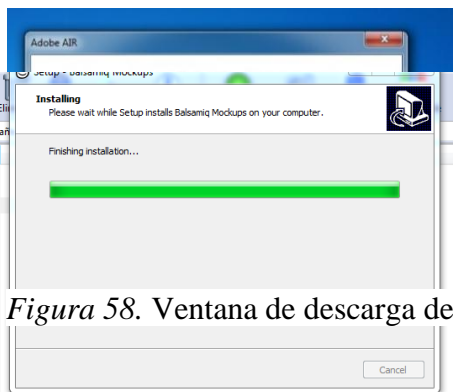 Adobe AIR
Setup - Balsamiq Mockups
Installing
Please wait while Setup installs Balsamiq Mockups on your computer.
Finishing installation...
Figura 58. Ventana de descarga de
Cancel